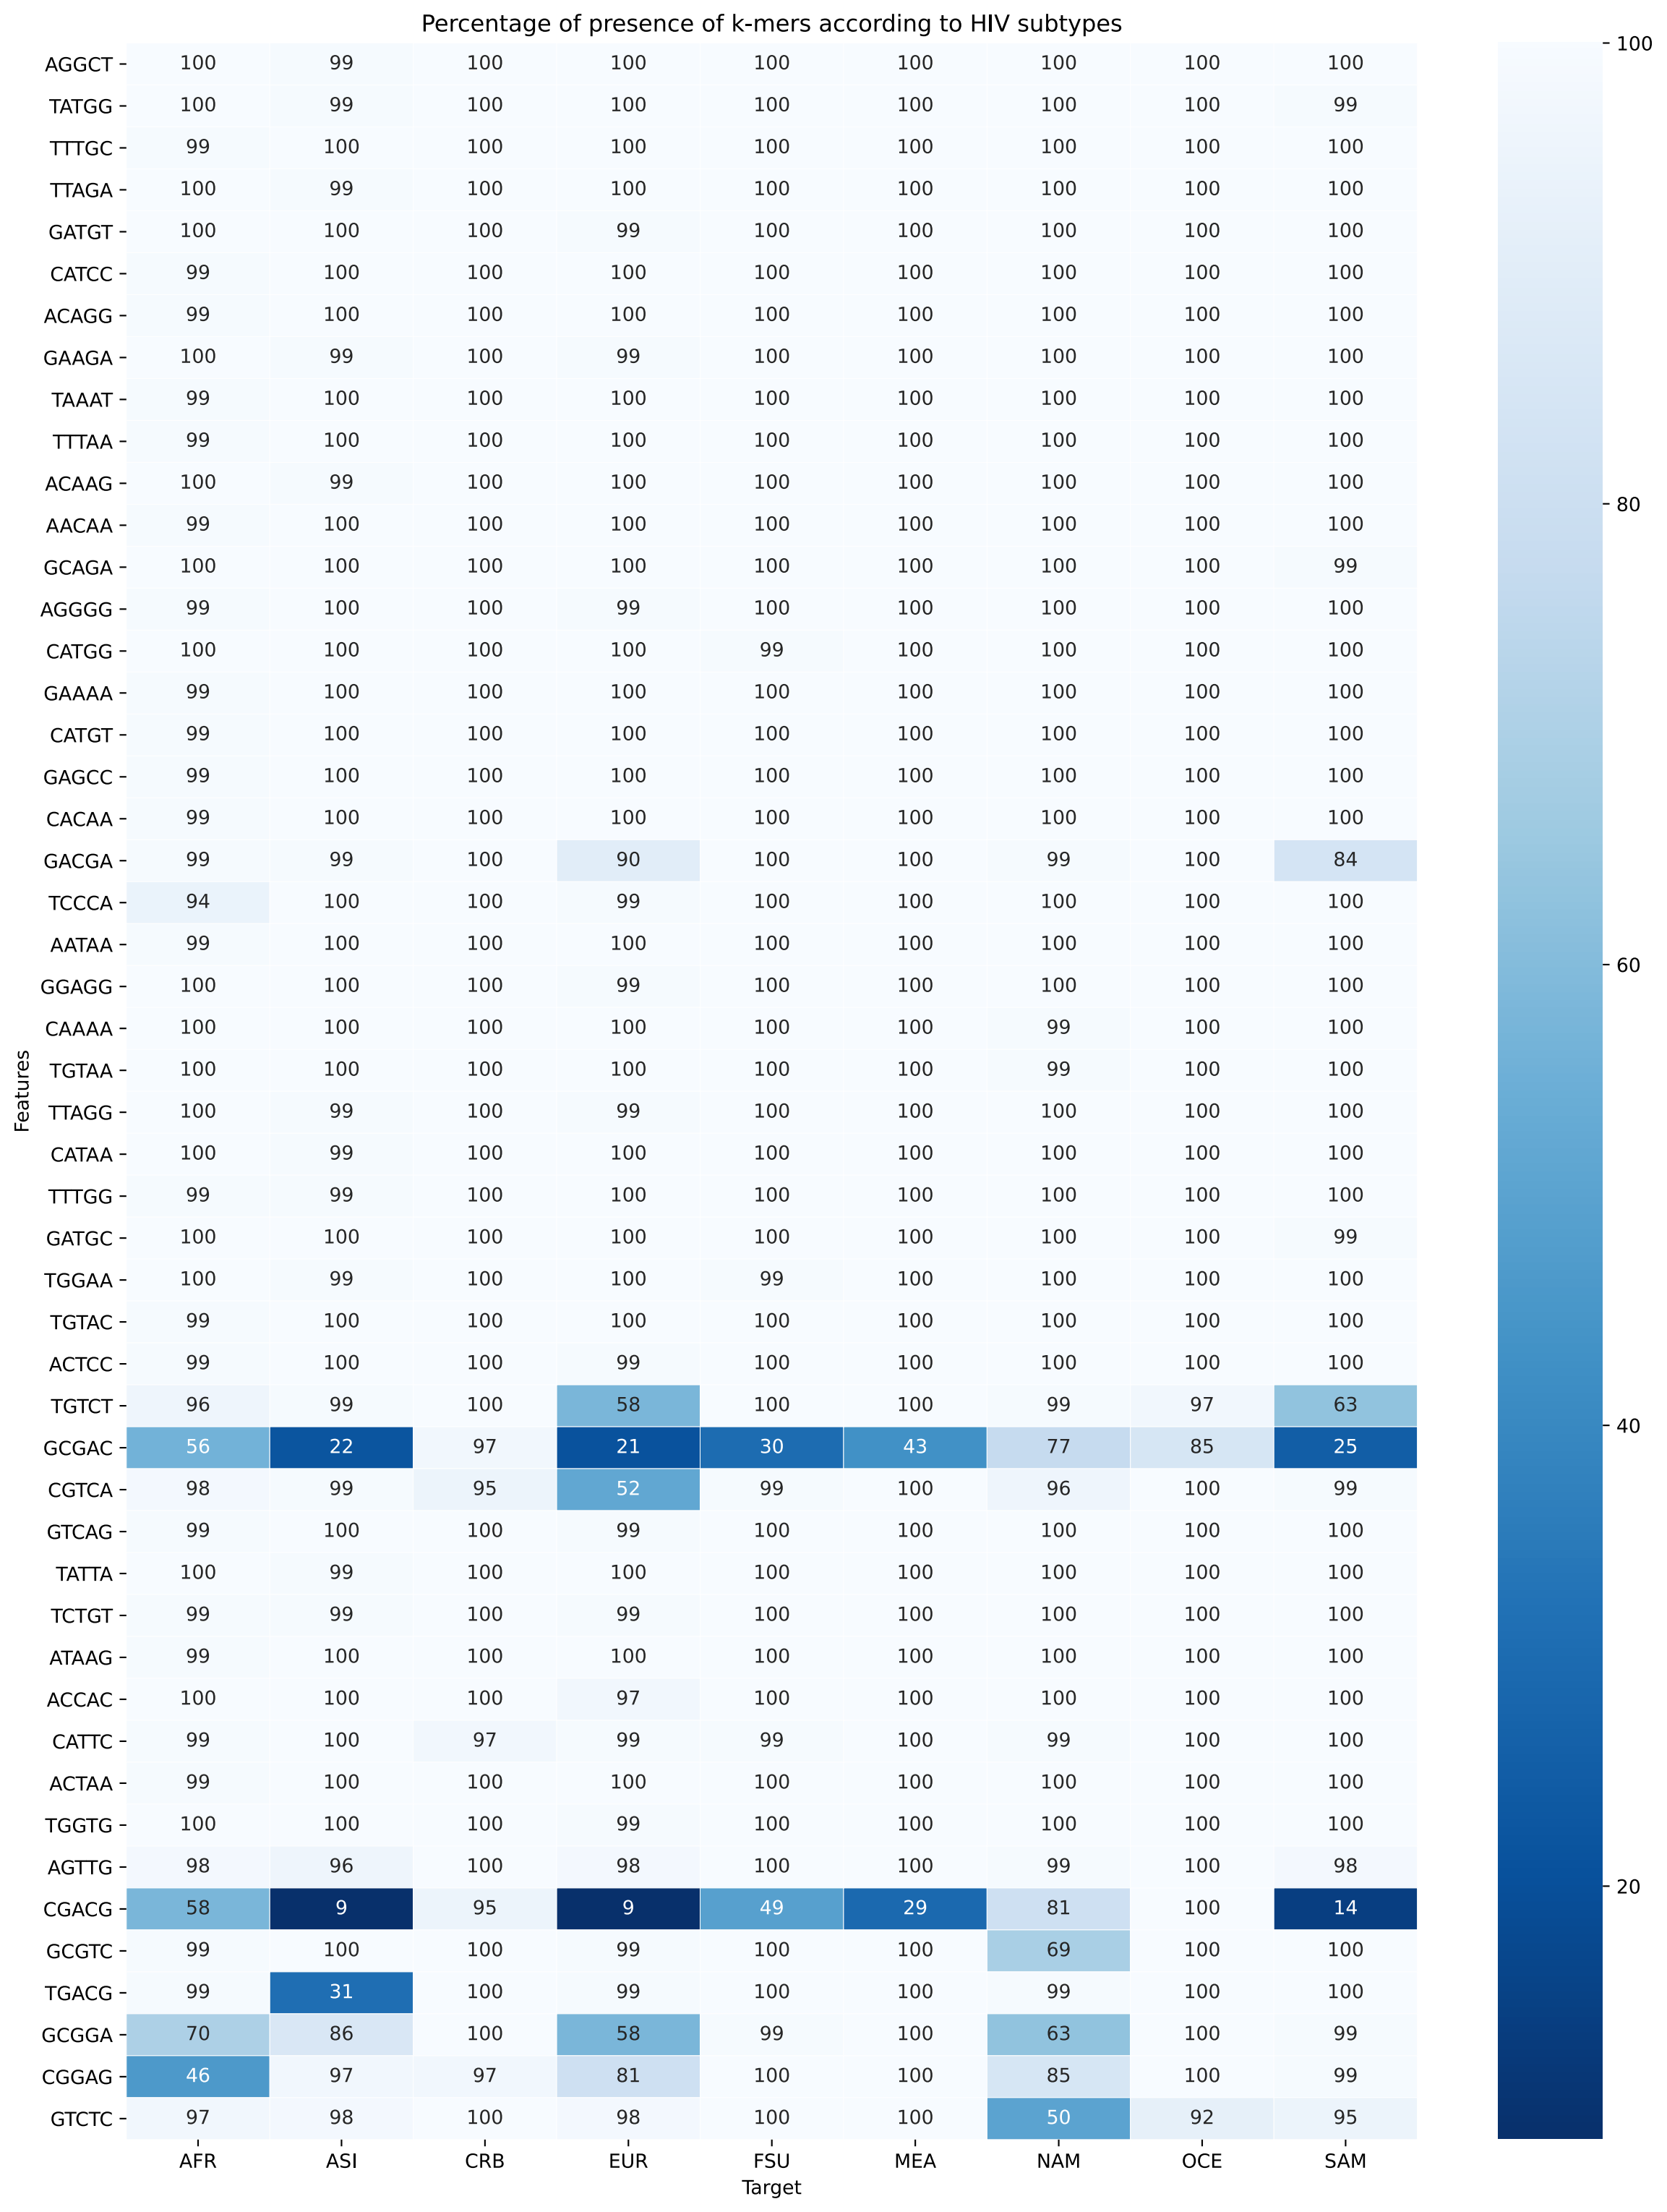 Percentage of presence of k-mers according to HIV subtypes
AGGCT 100 99 100 100 100 100 100 100 100
TATGG 100 99 100 100 100 100 100 100 99
TTTGC 99 100 100 100 100 100 100 100 100
TTAGA 100 99 100 100 100 100 100 100 100
GATGT 100 100 100 99 100 100 100 100 100
CATCC 99 100 100 100 100 100 100 100 100
ACAGG 99 100 100 100 100 100 100 100 100
GAAGA 100 99 100 99 100 100 100 100 100
TAAAT 99 100 100 100 100 100 100 100 100
TTTAA 99 100 100 100 100 100 100 100 100
ACAAG 100 99 100 100 100 100 100 100 100
AACAA 99 100 100 100 100 100 100 100 100
GCAGA 100 100 100 100 100 100 100 100 99
AGGGG 99 100 100 99 100 100 100 100 100
CATGG 100 100 100 100 99 100 100 100 100
GAAAA 99 100 100 100 100 100 100 100 100
CATGT 99 100 100 100 100 100 100 100 100
GAGCC 99 100 100 100 100 100 100 100 100
CACAA 99 100 100 100 100 100 100 100 100
GACGA 99 99 100 90 100 100 99 100 84
TCCCA 94 100 100 99 100 100 100 100 100
AATAA 99 100 100 100 100 100 100 100 100
GGAGG 100 100 100 99 100 100 100 100 100
CAAAA 100 100 100 100 100 100 99 100 100
TGTAA 100 100 100 100 100 100 99 100 100
TTAGG 100 99 100 99 100 100 100 100 100
CATAA 100 99 100 100 100 100 100 100 100
TTTGG 99 99 100 100 100 100 100 100 100
GATGC 100 100 100 100 100 100 100 100 99
TGGAA 100 99 100 100 99 100 100 100 100
TGTAC 99 100 100 100 100 100 100 100 100
ACTCC 99 100 100 99 100 100 100 100 100
TGTCT 96 99 100 58 100 100 99 97 63
GCGAC 56 22 97 21 30 43 77 85 25
CGTCA 98 99 95 52 99 100 96 100 99
GTCAG 99 100 100 99 100 100 100 100 100
TATTA 100 99 100 100 100 100 100 100 100
TCTGT 99 99 100 99 100 100 100 100 100
ATAAG 99 100 100 100 100 100 100 100 100
ACCAC 100 100 100 97 100 100 100 100 100
CATTC 99 100 97 99 99 100 99 100 100
ACTAA 99 100 100 100 100 100 100 100 100
TGGTG 100 100 100 99 100 100 100 100 100
AGTTG 98 96 100 98 100 100 99 100 98
CGACG 58 9 95 9 49 29 81 100 14
GCGTC 99 100 100 99 100 100 69 100 100
TGACG 99 31 100 99 100 100 99 100 100
GCGGA 70 86 100 58 99 100 63 100 99
CGGAG 46 97 97 81 100 100 85 100 99
GTCTC 97 98 100 98 100 100 50 92 95
AFR ASI CRB EUR FSU MEA NAM OCE SAM
Target
Features
100
80
60
40
20